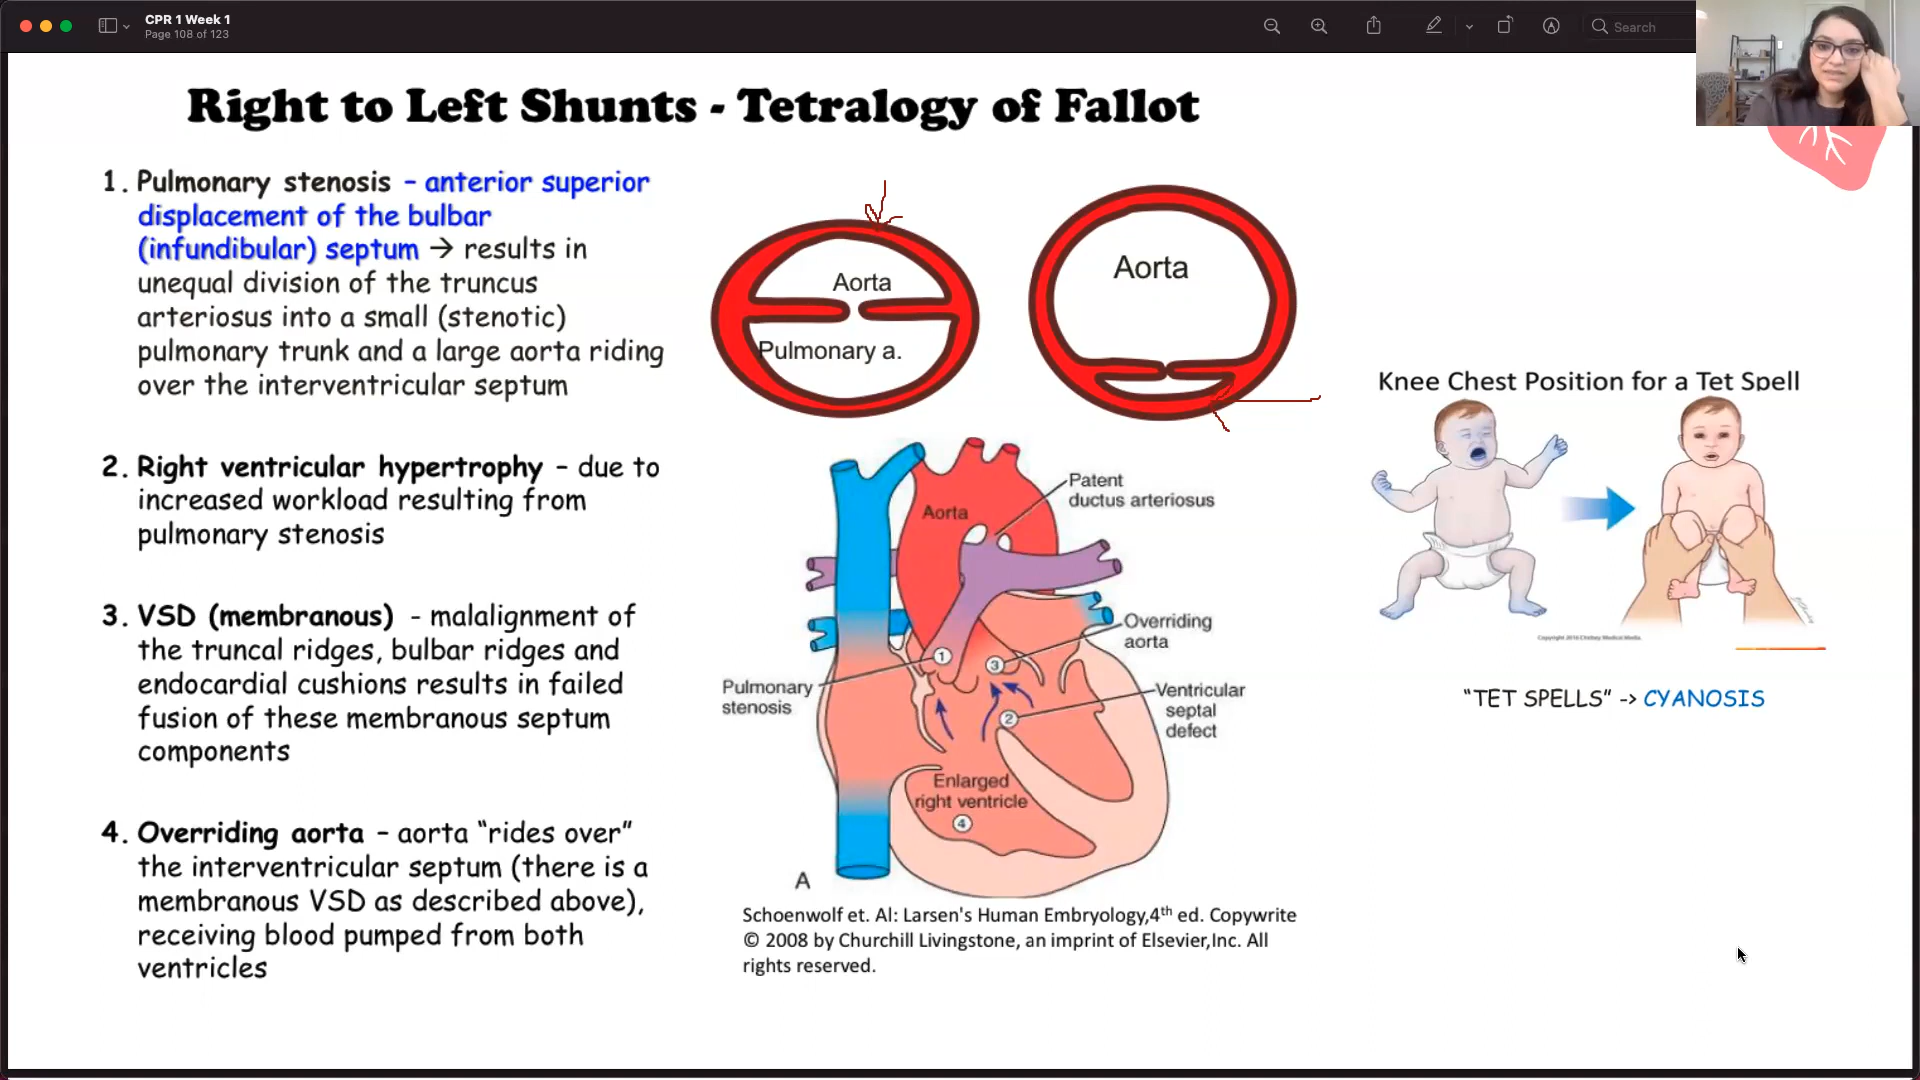 CPR 1 Week 1
Page 108 of 123
Search
Right to Left Shunts - Tetralogy of Fallot
1. Pulmonary stenosis – anterior superior
displacement of the bulbar
(infundibular) septum → results in
unequal division of the truncus
arteriosus into a small (stenotic)
pulmonary trunk and a large aorta riding
over the interventricular septum
2. Right ventricular hypertrophy – due to
increased workload resulting from
pulmonary stenosis
3. VSD (membranous) - malalignment of
the truncal ridges, bulbar ridges and
endocardial cushions results in failed
fusion of these membranous septum
components
4. Overriding aorta – aorta “rides over”
the interventricular septum (there is a
membranous VSD as described above),
receiving blood pumped from both
ventricles
Aorta
Pulmonary a.
Aorta
Aorta
Patent
ductus arteriosus
Overriding
aorta
Pulmonary
stenosis
Ventricular
septal
defect
Enlarged
right ventricle
1
2
3
4
A
Schoenwolf et. Al: Larsen's Human Embryology,4th ed. Copywrite
© 2008 by Churchill Livingstone, an imprint of Elsevier,Inc. All
rights reserved.
Knee Chest Position for a Tet Spell
“TET SPELLS” -> CYANOSIS